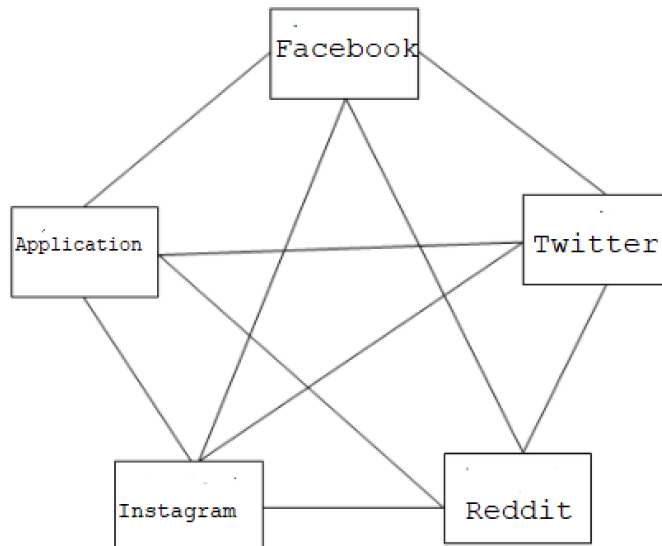 Facebook
Application
Twitter
Instagram
Reddit